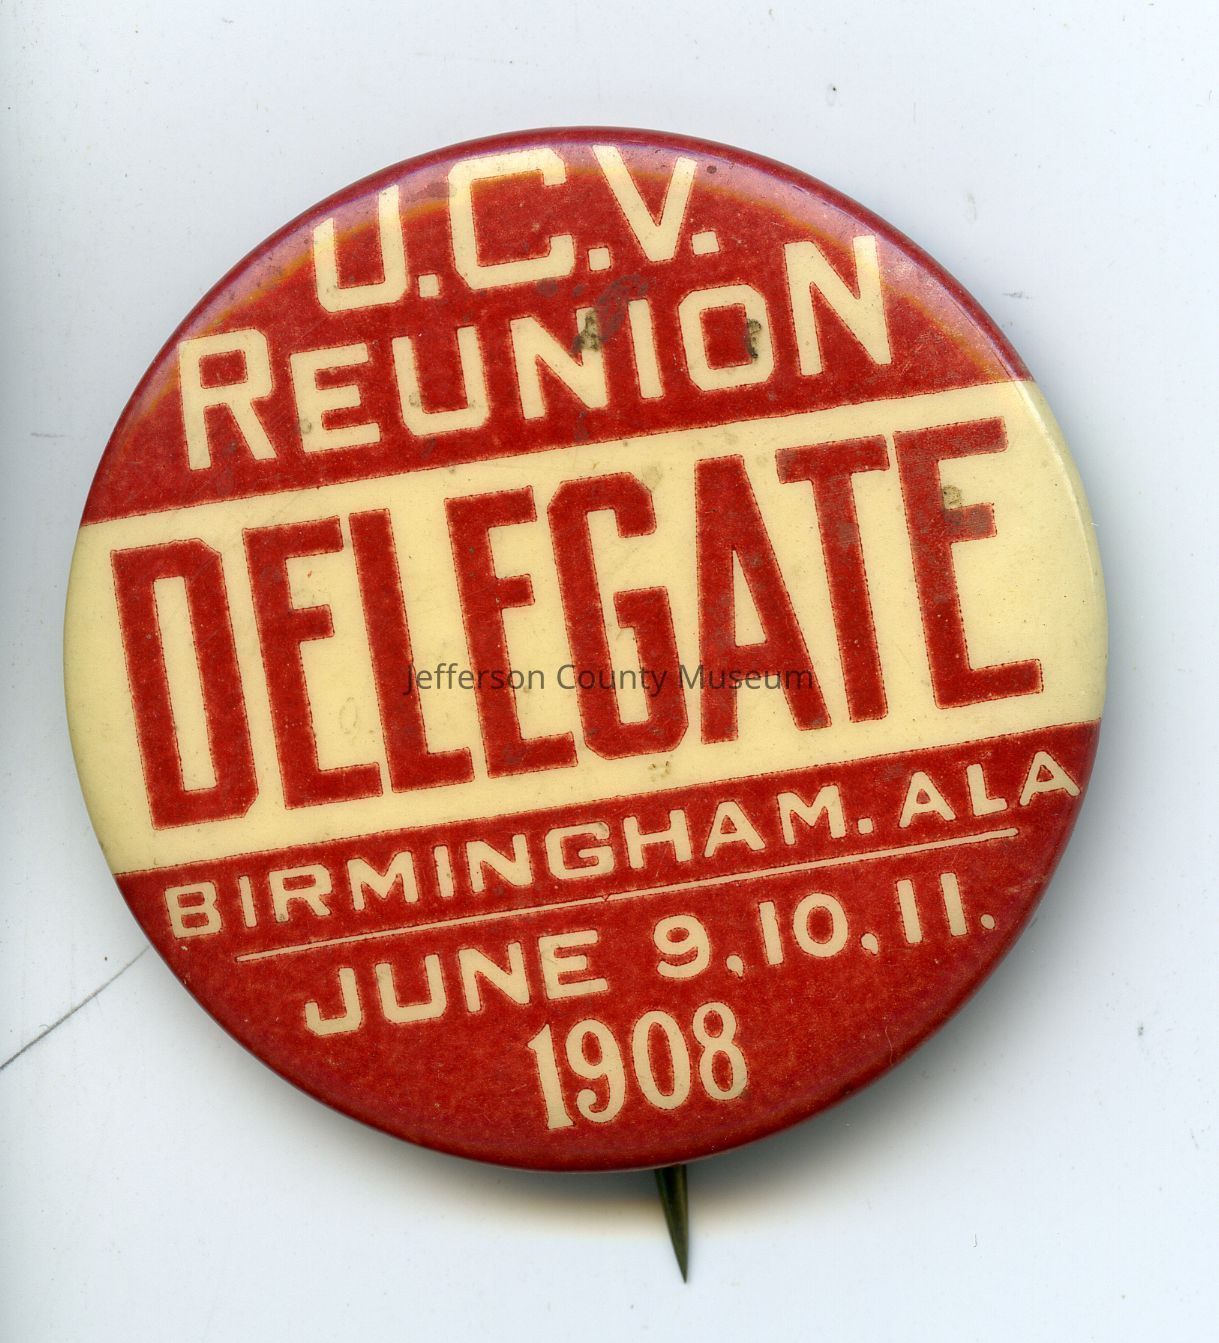 U.C.V.
REUNION
DELEGATE
Jefferson County Museum
BIRMINGHAM. ALA
JUNE 9,10,11.
1908